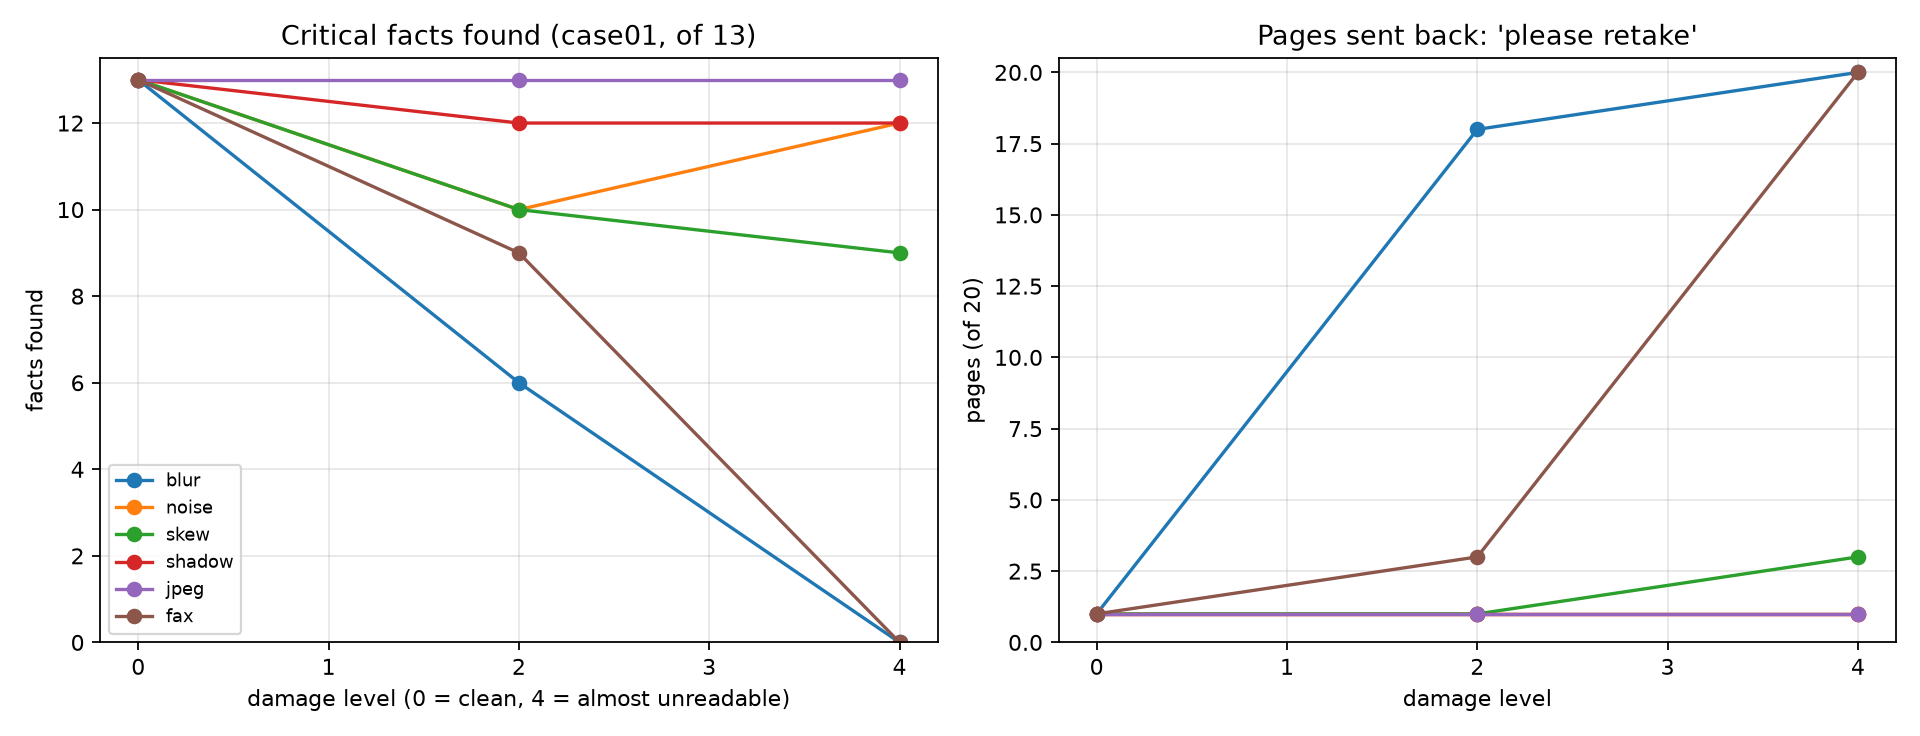 Critical facts found (case01, of 13)
facts found
12
10
8
6
4
2
0
blur
noise
skew
shadow
jpeg
fax
0 1 2 3 4
damage level (0 = clean, 4 = almost unreadable)
Pages sent back: 'please retake'
pages (of 20)
20.0
17.5
15.0
12.5
10.0
7.5
5.0
2.5
0.0
0 1 2 3 4
damage level